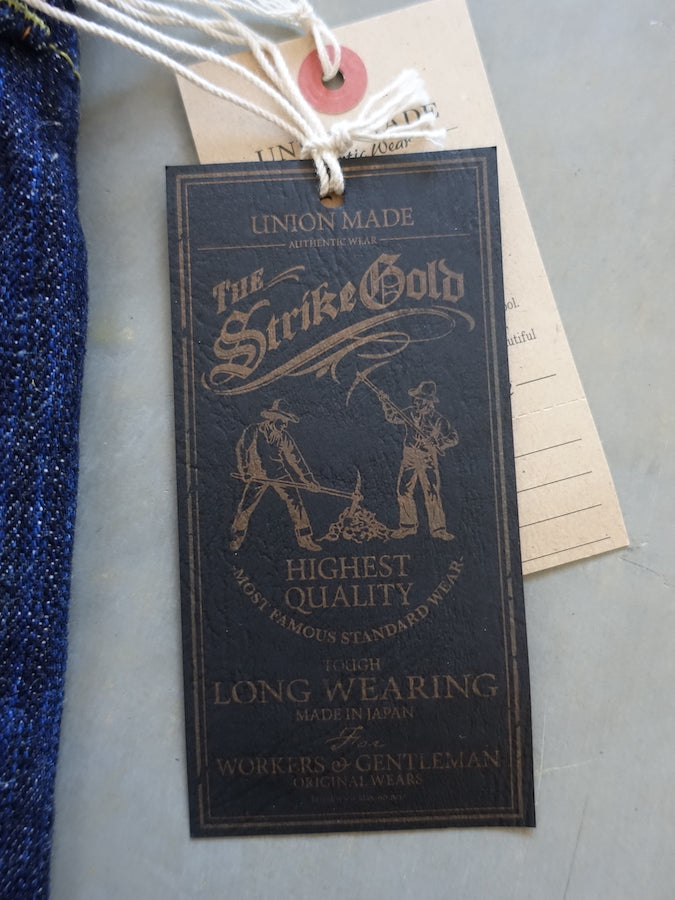 UNION MADE
AUTHENTIC WEAR
THE
Strike Gold
HIGHEST
QUALITY
-MOST FAMOUS STANDARD WEAR-
TOUGH
LONG WEARING
MADE IN JAPAN
For
WORKERS & GENTLEMAN
ORIGINAL WEARS